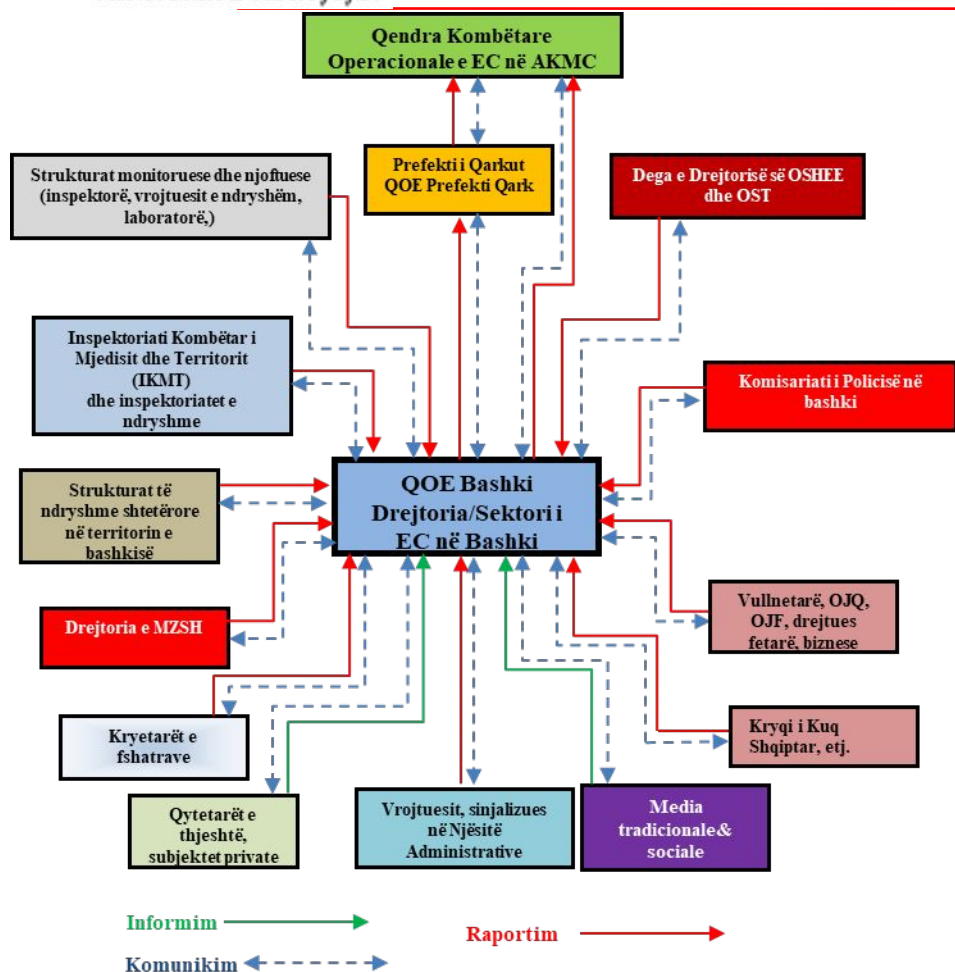 Qendra Kombëtare
Operacionale e EC në AKMC
Prefekti i Qarkut
QOE Prefekti Qark
Strukturat monitoruese dhe njoftuese
(inspektorë, vrojtuesit e ndryshëm,
laboratorë,)
Dega e Drejtorisë së OSHEE
dhe OST
Inspektoriati Kombëtar i
Mjedisit dhe Territorit
(IKMT)
dhe inspektoriatet e
ndryshme
Komisariati i Policisë në
bashki
QOE Bashki
Drejtoria/Sektori i
EC në Bashki
Strukturat të
ndryshme shtetërore
në territorin e
bashkisë
Drejtoria e MZSH
Vullnetarë, OJQ,
OJF, drejtues
fetarë, biznese
Kryetarët e
fshatrave
Kryqi i Kuq
Shqiptar, etj.
Qytetarët e
thjeshtë,
subjektet private
Vrojtuesit, sinjalizues
në Njësitë
Administrative
Media
tradicionale&
sociale
Informim
Raportim
Komunikim